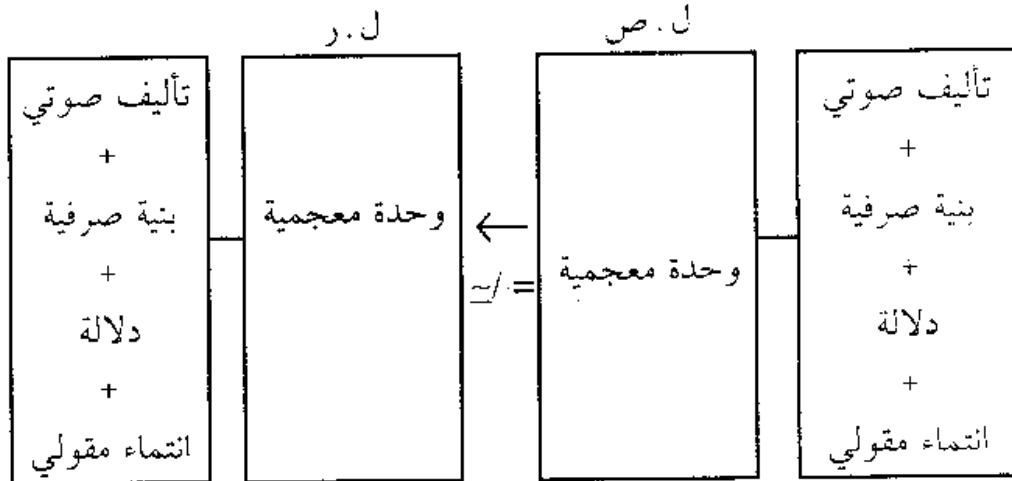 ل.ص
ل.ر
تأليف صوتي
+
بنية صرفية
+
دلالة
+
انتماء مقولي
وحدة معجمية
←
=/≃
وحدة معجمية
تأليف صوتي
+
بنية صرفية
+
دلالة
+
انتماء مقولي